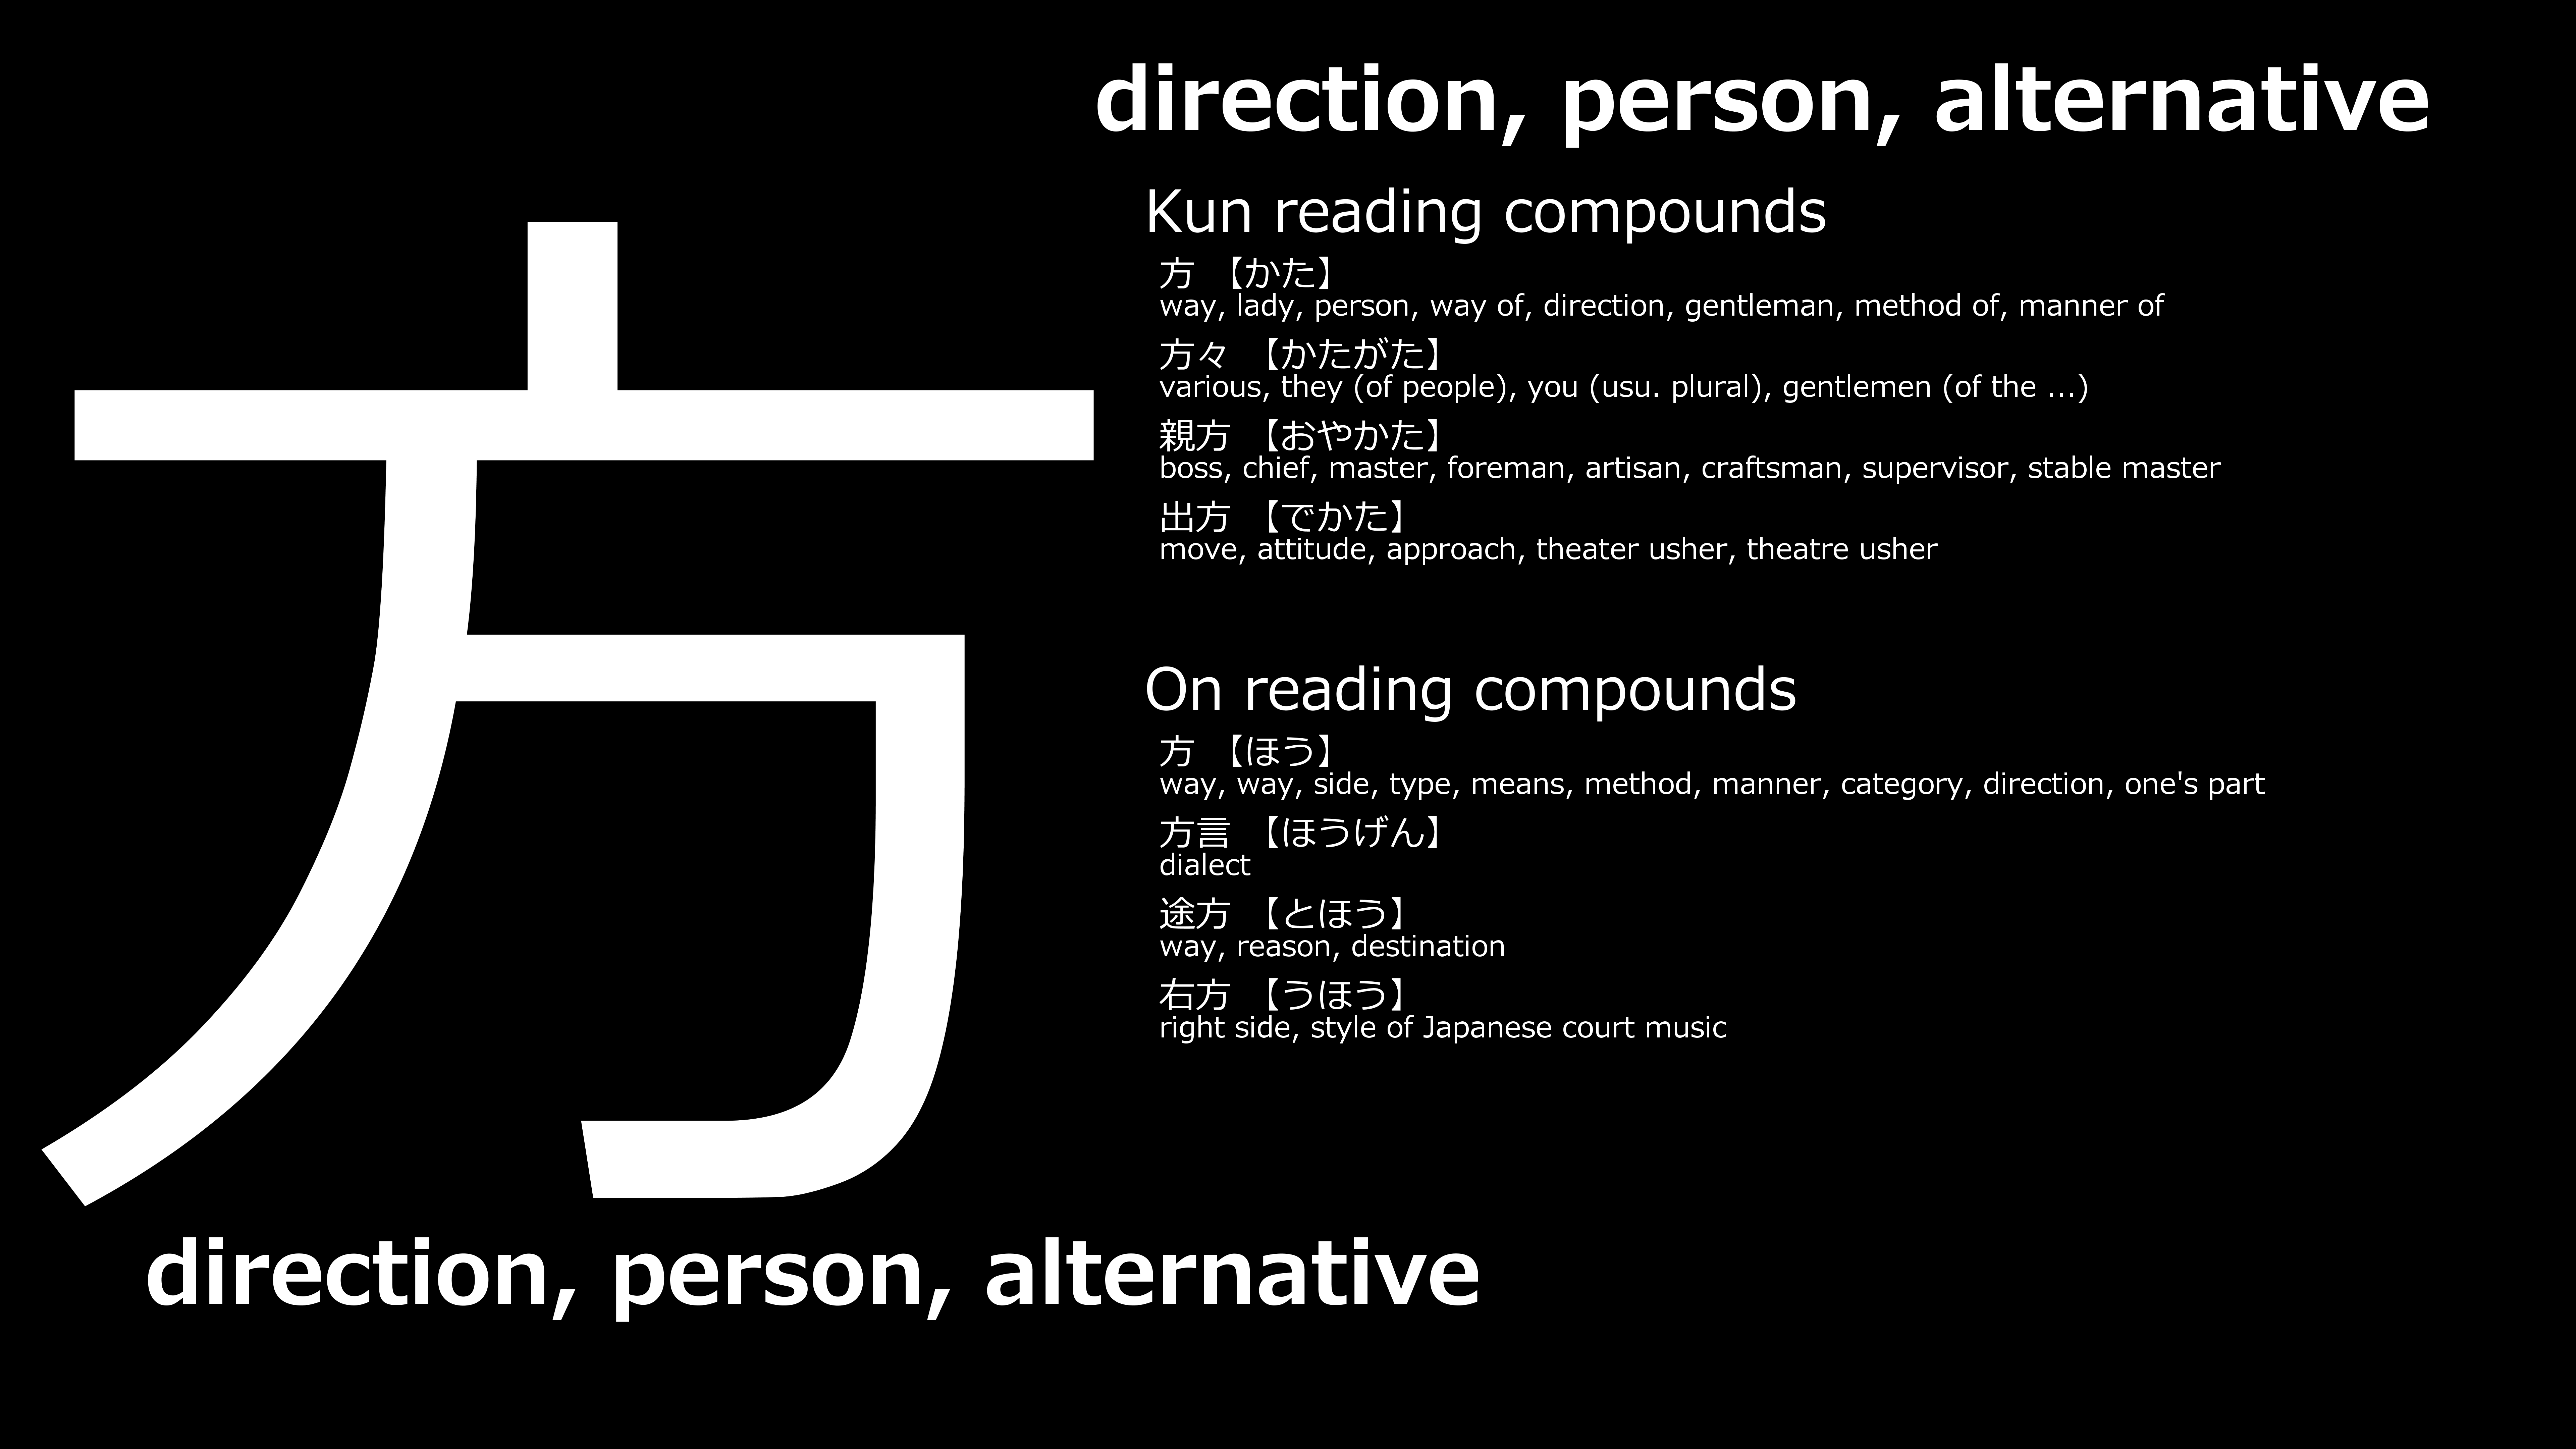 direction, person, alternative
方
Kun reading compounds
方 【かた】
way, lady, person, way of, direction, gentleman, method of, manner of
方々 【かたがた】
various, they (of people), you (usu. plural), gentlemen (of the ...)
親方 【おやかた】
boss, chief, master, foreman, artisan, craftsman, supervisor, stable master
出方 【でかた】
move, attitude, approach, theater usher, theatre usher
On reading compounds
方 【ほう】
way, way, side, type, means, method, manner, category, direction, one's part
方言 【ほうげん】
dialect
途方 【とほう】
way, reason, destination
右方 【うほう】
right side, style of Japanese court music
direction, person, alternative